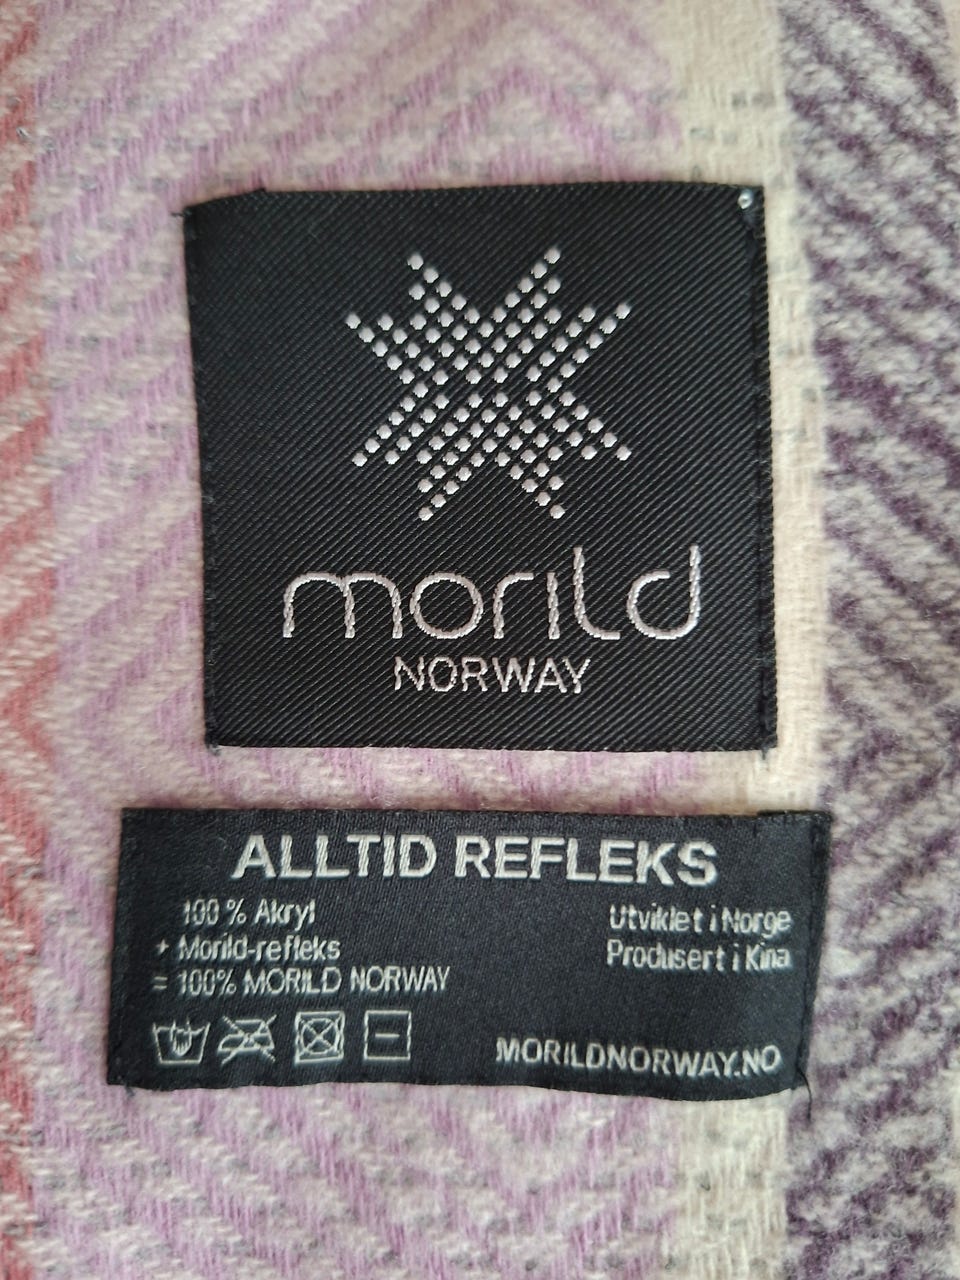 morild
NORWAY
ALLTID REFLEKS
100 % Akryl
+ Morild-refleks
= 100% MORILD NORWAY
Utviklet i Norge
Produsert i Kina
MORILDNORWAY.NO